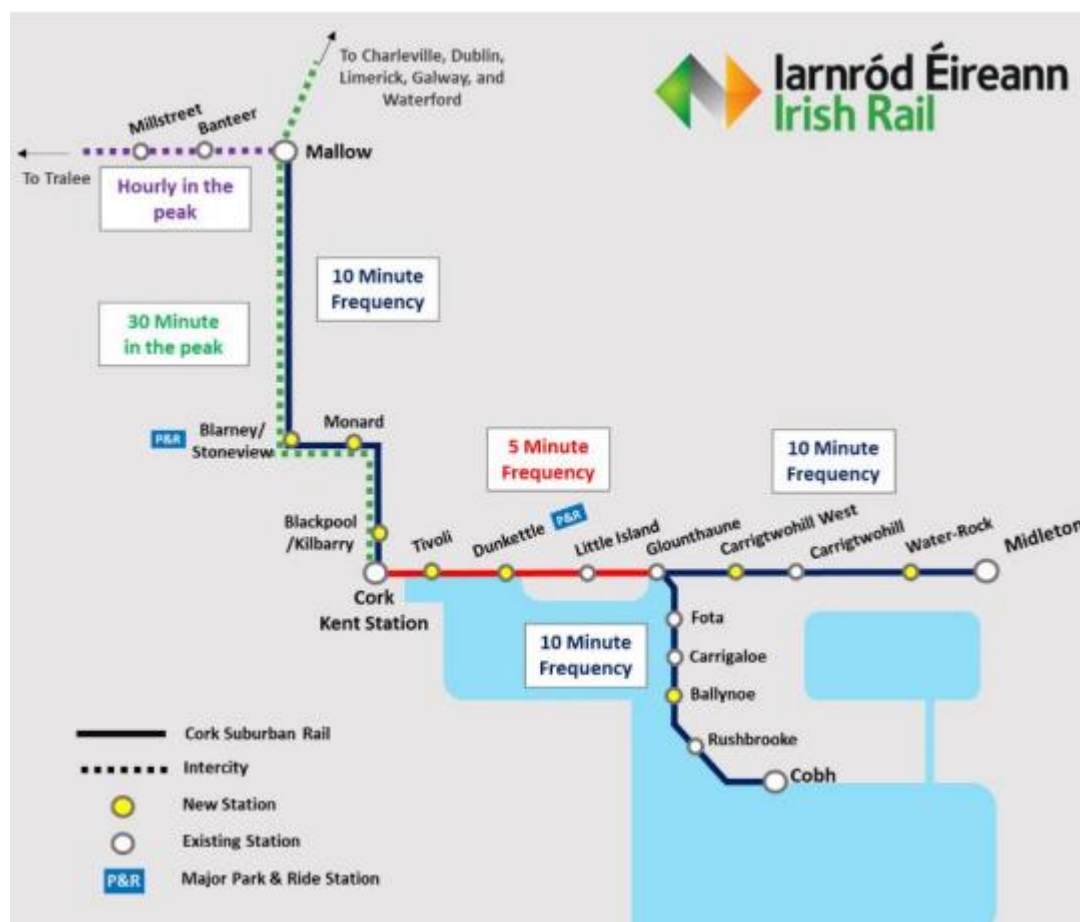 To Charleville, Dublin,
Limerick, Galway, and
Waterford
Iarnród Éireann
Irish Rail
Millstreet
Banteer
Mallow
To Tralee
Hourly in the
peak
10 Minute
Frequency
30 Minute
in the peak
P&R
Blarney/
Stoneview
Monard
5 Minute
Frequency
10 Minute
Frequency
Blackpool
/Kilbarry
Tivoli
Dunkettle
P&R
Little Island
Glounthaune
Carrigtwohill West
Carrigtwohill
Water-Rock
Midleton
Cork
Kent Station
10 Minute
Frequency
Fota
Carrigaloe
Ballynoe
Rushbrooke
Cobh
Cork Suburban Rail
Intercity
New Station
Existing Station
P&R
Major Park & Ride Station